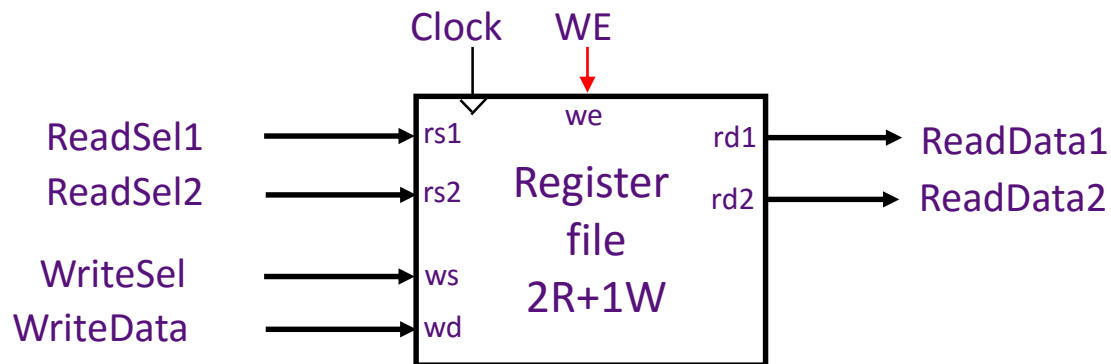 Clock WE
we
ReadSel1 rs1 rd1 ReadData1
ReadSel2 rs2 Register rd2 ReadData2
file
WriteSel ws 2R+1W
WriteData wd